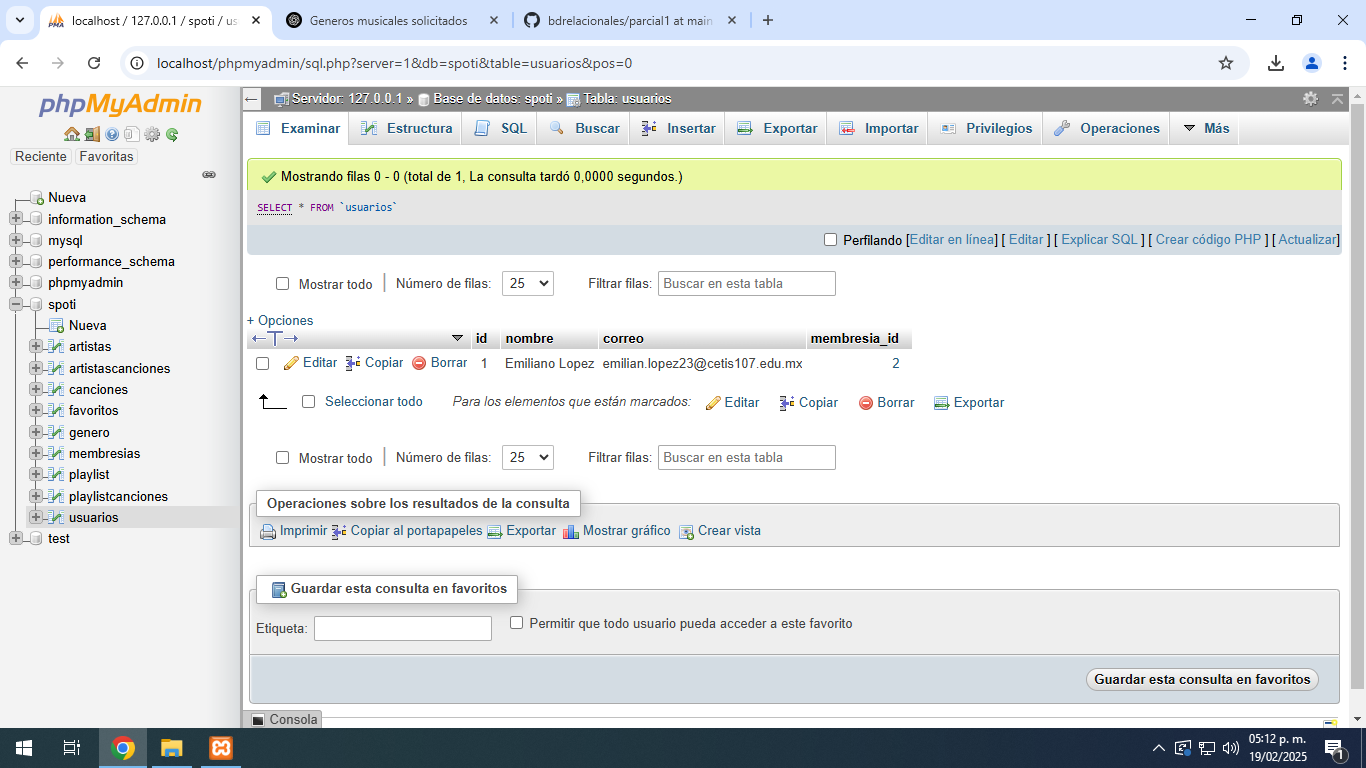 localhost / 127.0.0.1 / spoti / us
Generos musicales solicitados
bdrelacionales/parcial1 at main
localhost/phpmyadmin/sql.php?server=1&db=spoti&table=usuarios&pos=0
phpMyAdmin
Reciente Favoritas
Nueva
information_schema
mysql
performance_schema
phpmyadmin
spoti
Nueva
artistas
artistascanciones
canciones
favoritos
genero
membresias
playlist
playlistcanciones
usuarios
test
Servidor: 127.0.0.1 » Base de datos: spoti » Tabla: usuarios
Examinar Estructura SQL Buscar Insertar Exportar Importar Privilegios Operaciones Más
Mostrando filas 0 - 0 (total de 1, La consulta tardó 0,0000 segundos.)
SELECT * FROM `usuarios`
Perfilando [Editar en línea] [ Editar ] [ Explicar SQL ] [ Crear código PHP ] [ Actualizar]
Mostrar todo Número de filas: 25 Filtrar filas: Buscar en esta tabla
+ Opciones
←T→ id nombre correo membresia_id
Editar Copiar Borrar 1 Emiliano Lopez emilian.lopez23@cetis107.edu.mx 2
Seleccionar todo Para los elementos que están marcados: Editar Copiar Borrar Exportar
Mostrar todo Número de filas: 25 Filtrar filas: Buscar en esta tabla
Operaciones sobre los resultados de la consulta
Imprimir Copiar al portapapeles Exportar Mostrar gráfico Crear vista
Guardar esta consulta en favoritos
Etiqueta: Permitir que todo usuario pueda acceder a este favorito
Guardar esta consulta en favoritos
Consola
05:12 p. m.
19/02/2025
1